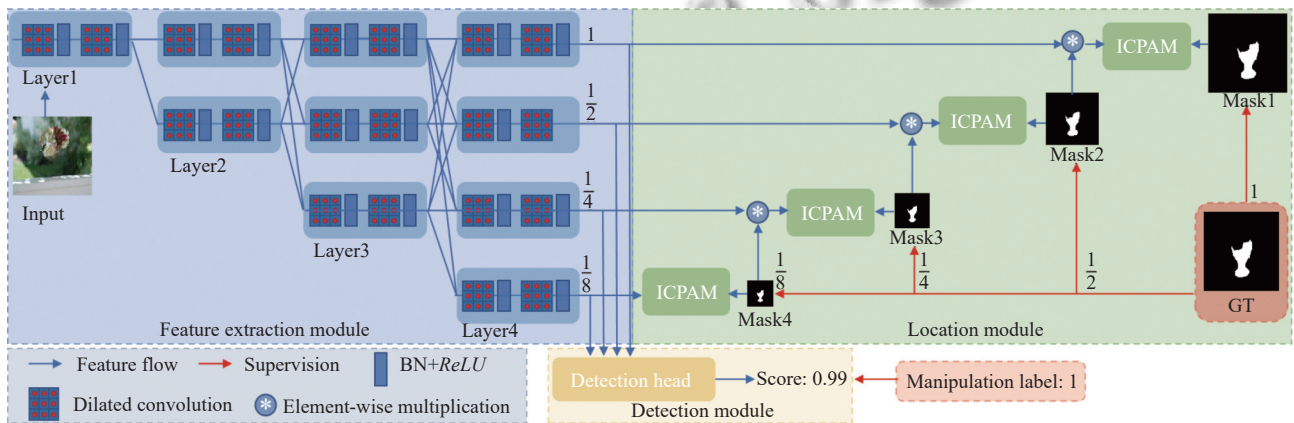 1
ICPAM
Layer1
Mask1
1/2
ICPAM
Layer2
Mask2
Input
1/4
ICPAM
Layer3
Mask3
1/8
ICPAM
Layer4
Mask4
1/8
1/4
1/2
1
GT
Feature extraction module
Location module
Feature flow
Supervision
BN+ReLU
Dilated convolution
Element-wise multiplication
Detection head
Score: 0.99
Manipulation label: 1
Detection module